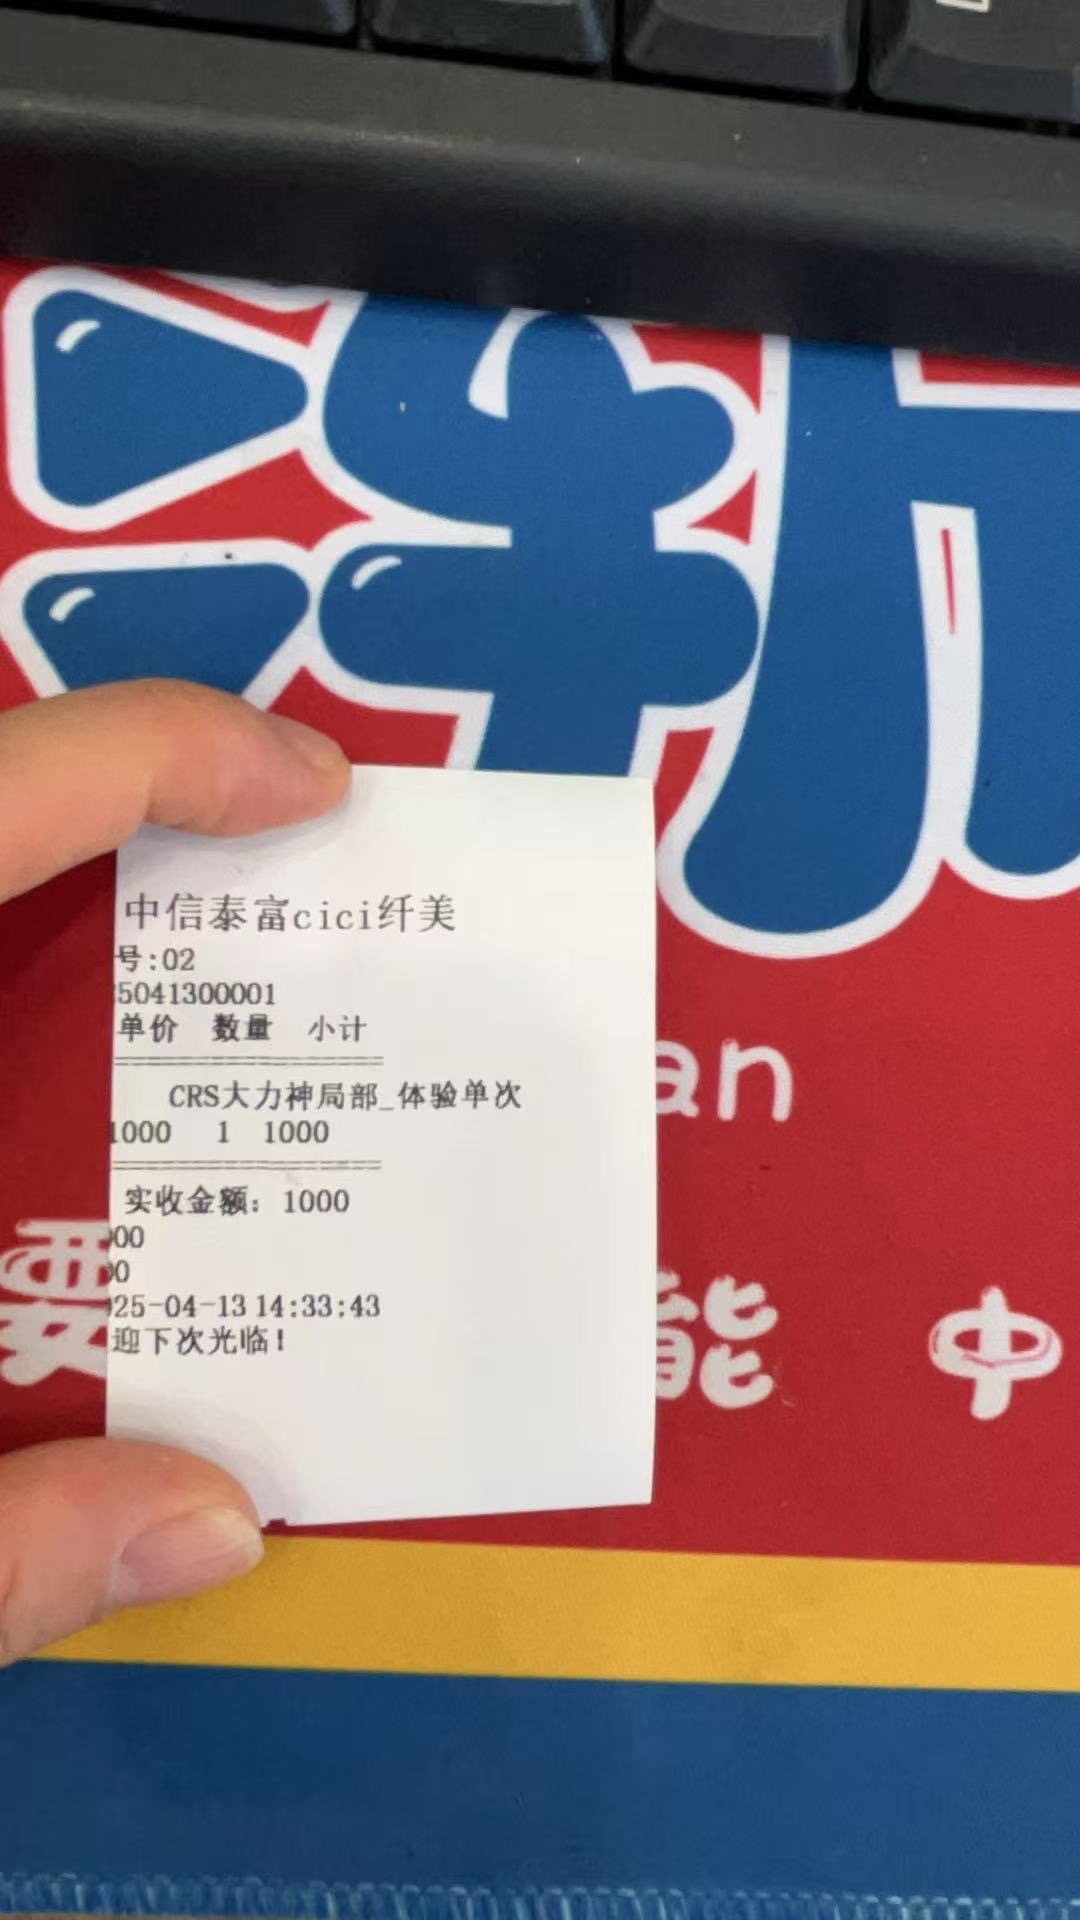 中信泰富cici纤美
号:02
5041300001
单价 数量 小计
CRS大力神局部_体验单次
1000 1 1000
实收金额: 1000
00
00
25-04-13 14:33:43
迎下次光临!
an
要 能 中